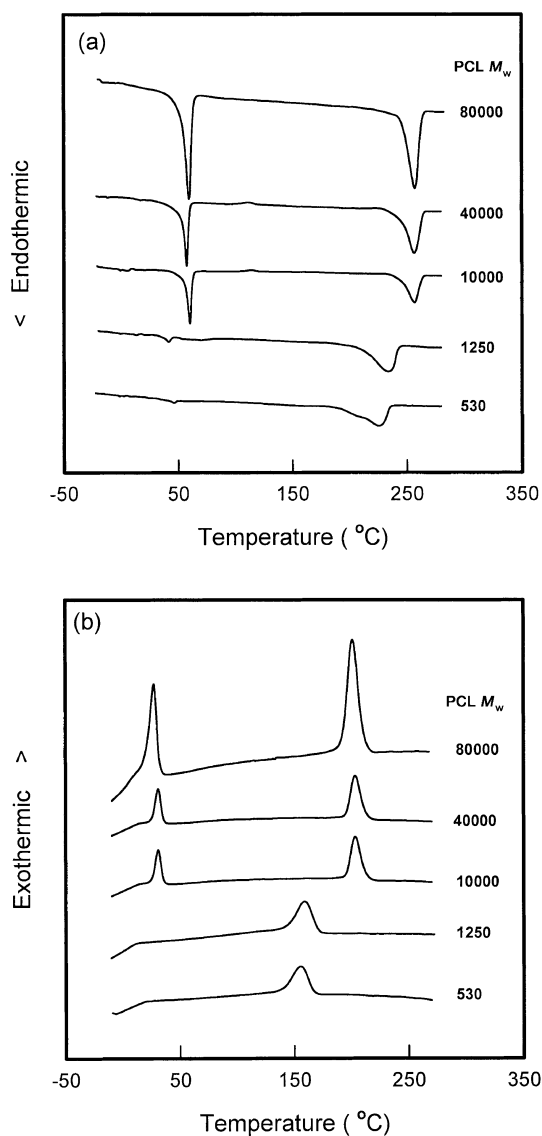 (a)
PCL Mw
80000
40000
10000
1250
530
< Endothermic
-50 50 150 250 350
Temperature ( °C)
(b)
PCL Mw
80000
40000
10000
1250
530
Exothermic >
-50 50 150 250 350
Temperature ( °C)